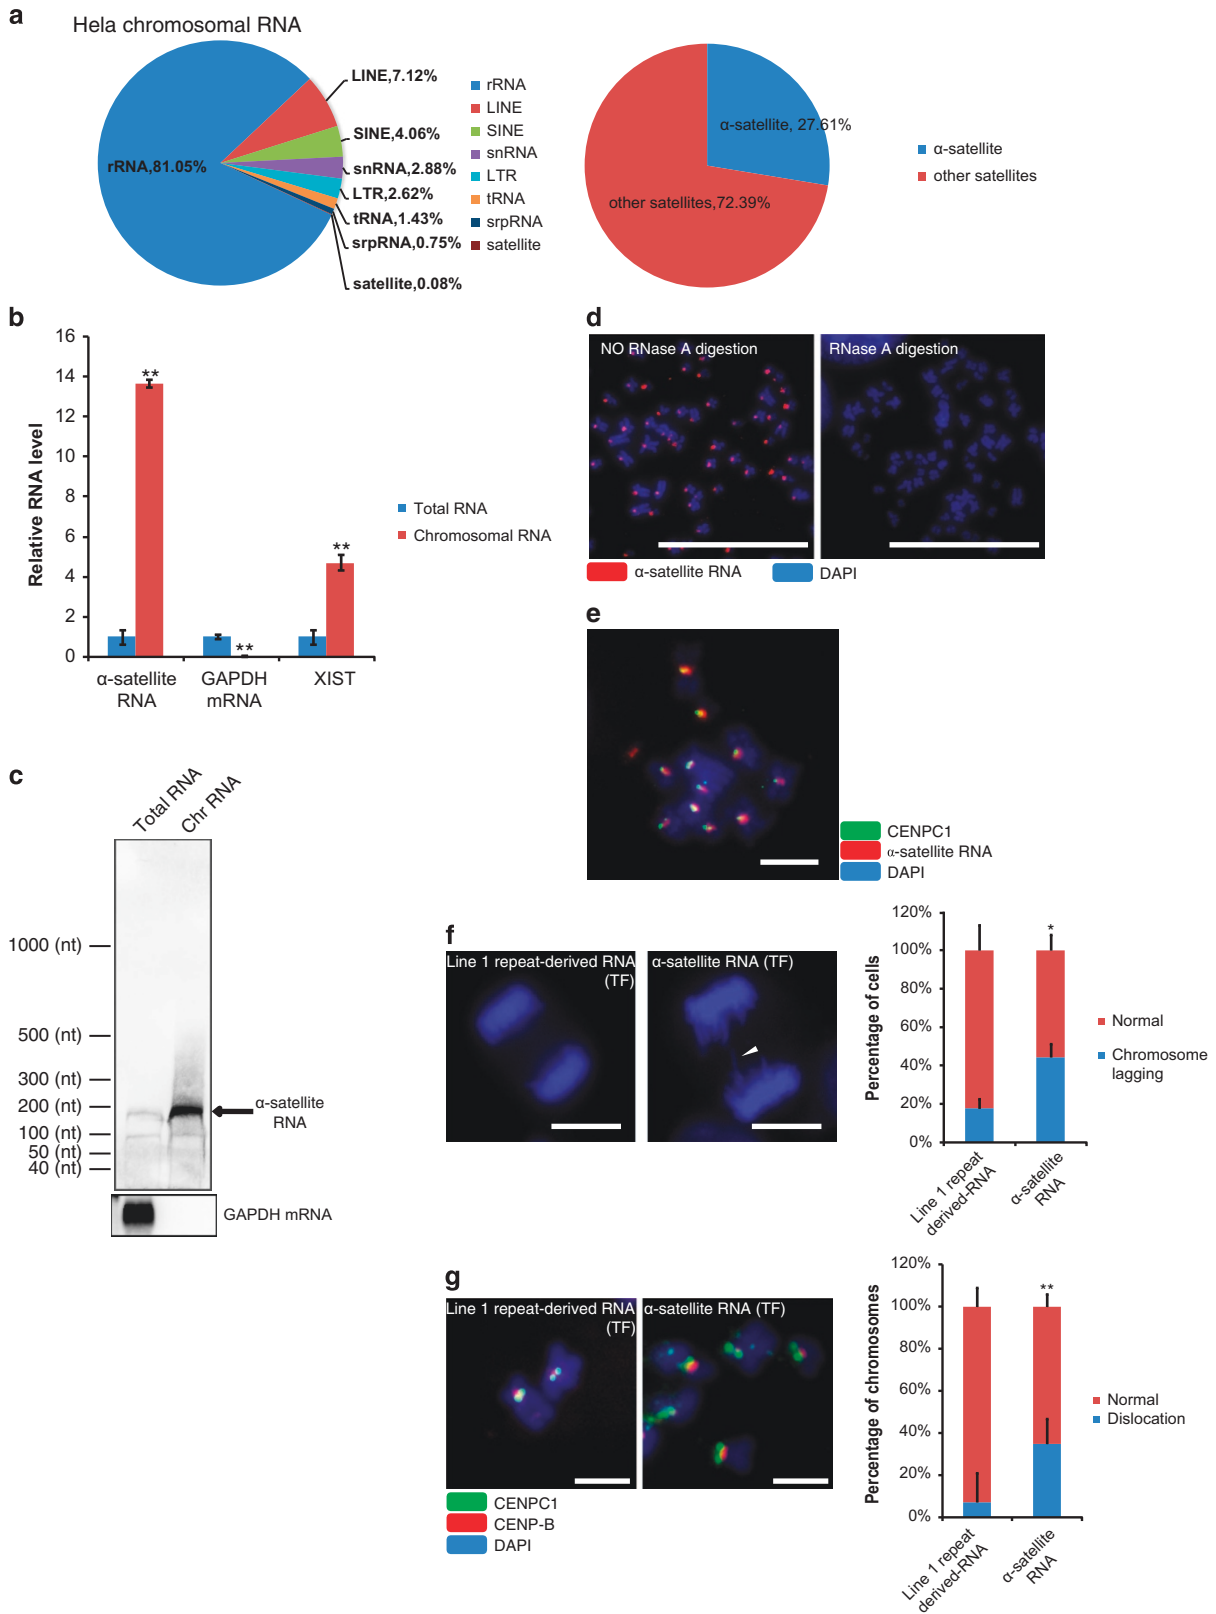 a
Hela chromosomal RNA
LINE,7.12%
SINE,4.06%
rRNA,81.05%
snRNA,2.88%
LTR,2.62%
tRNA,1.43%
srpRNA,0.75%
satellite,0.08%
rRNA
LINE
SINE
snRNA
LTR
tRNA
srpRNA
satellite
α-satellite, 27.61%
other satellites,72.39%
α-satellite
other satellites
b
16
14
12
10
8
6
4
2
0
Relative RNA level
**
**
**
α-satellite
RNA
GAPDH
mRNA
XIST
Total RNA
Chromosomal RNA
c
Total RNA
Chr RNA
1000 (nt)
500 (nt)
300 (nt)
200 (nt)
100 (nt)
50 (nt)
40 (nt)
α-satellite
RNA
GAPDH mRNA
d
NO RNase A digestion
RNase A digestion
α-satellite RNA
DAPI
e
CENPC1
α-satellite RNA
DAPI
f
Line 1 repeat-derived RNA
(TF)
α-satellite RNA (TF)
120%
100%
80%
60%
40%
20%
0%
Percentage of cells
*
Line 1 repeat
derived-RNA
α-satellite
RNA
Normal
Chromosome
lagging
g
Line 1 repeat-derived RNA
(TF)
α-satellite RNA (TF)
CENPC1
CENP-B
DAPI
120%
100%
80%
60%
40%
20%
0%
Percentage of chromosomes
**
Line 1 repeat
derived-RNA
α-satellite
RNA
Normal
Dislocation